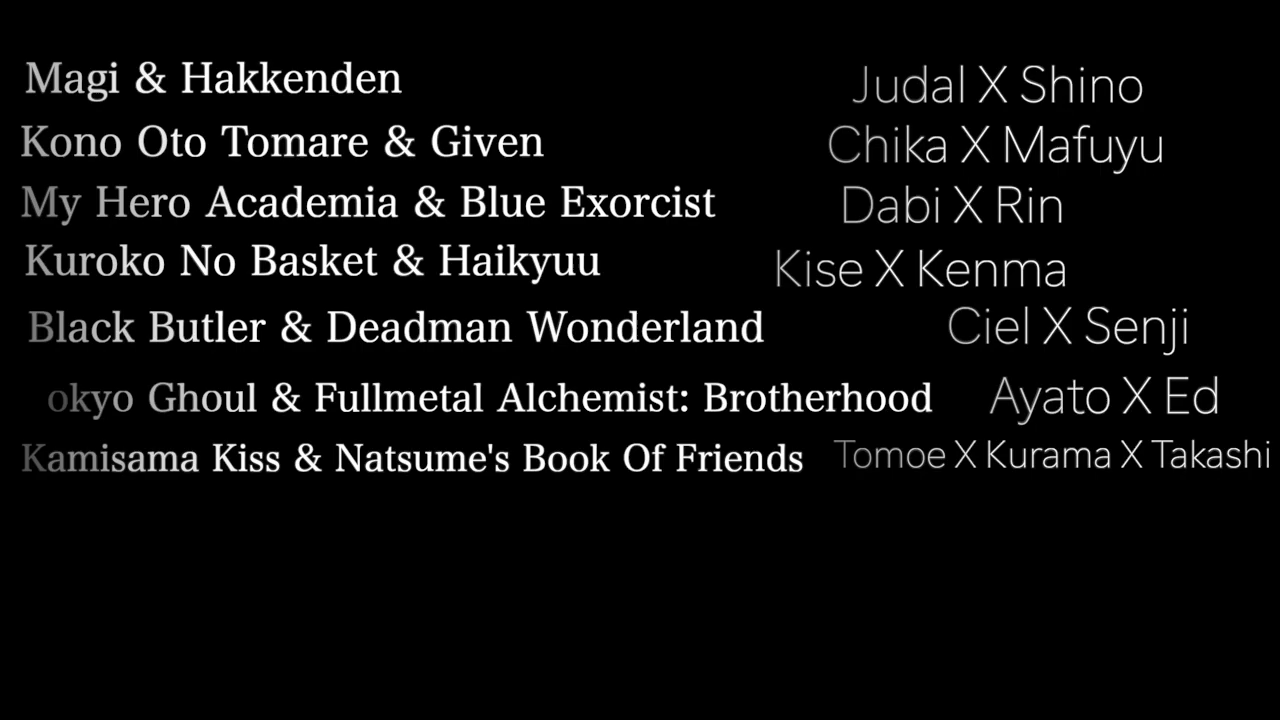 Magi & Hakkenden Judal X Shino
Kono Oto Tomare & Given Chika X Mafuyu
My Hero Academia & Blue Exorcist Dabi X Rin
Kuroko No Basket & Haikyuu Kise X Kenma
Black Butler & Deadman Wonderland Ciel X Senji
okyo Ghoul & Fullmetal Alchemist: Brotherhood Ayato X Ed
Kamisama Kiss & Natsume's Book Of Friends Tomoe X Kurama X Takashi